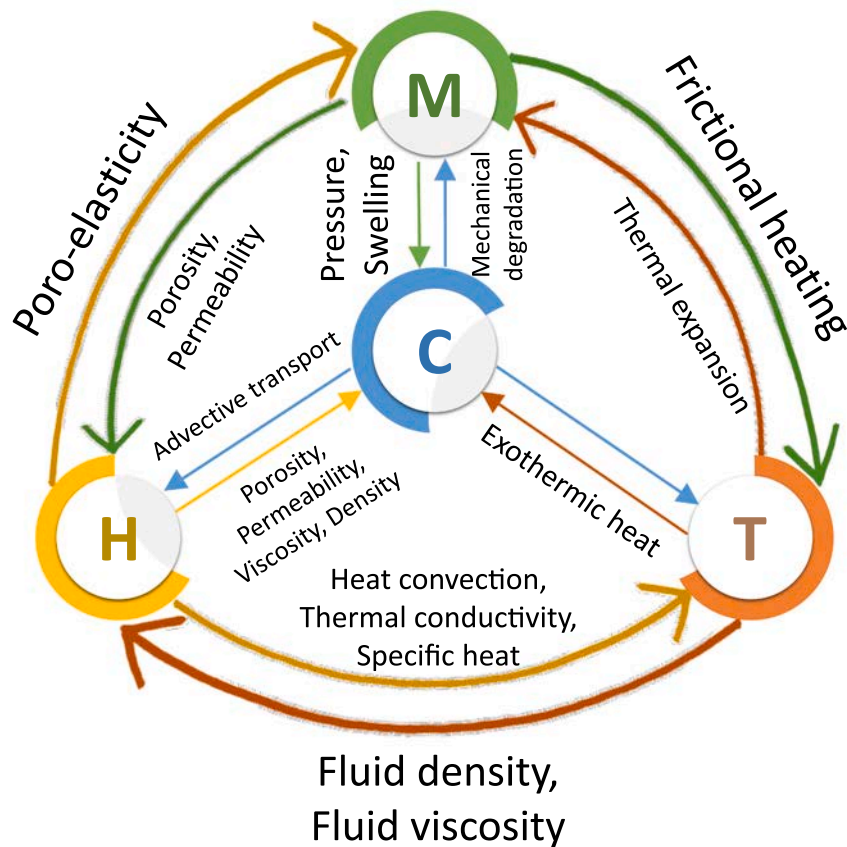 M
Poro-elasticity
Porosity,
Permeability
Pressure,
Swelling
Mechanical
degradation
Frictional heating
Thermal expansion
C
Advective transport
Porosity,
Permeability,
Viscosity, Density
Exothermic heat
H
T
Heat convection,
Thermal conductivity,
Specific heat
Fluid density,
Fluid viscosity